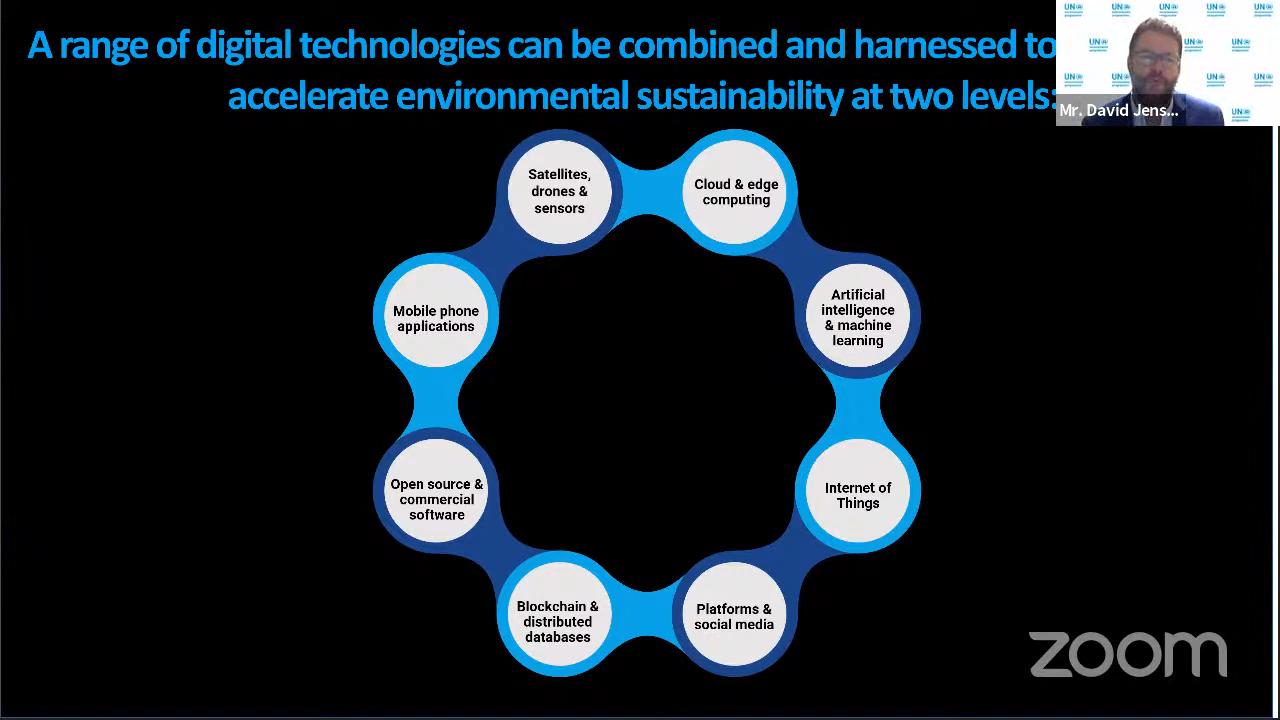 A range of digital technologies can be combined and harnessed to
accelerate environmental sustainability at two levels:
UN
Mr. David Jens...
Satellites,
drones &
sensors
Cloud & edge
computing
Mobile phone
applications
Artificial
intelligence
& machine
learning
Open source &
commercial
software
Internet of
Things
Blockchain &
distributed
databases
Platforms &
social media
zoom